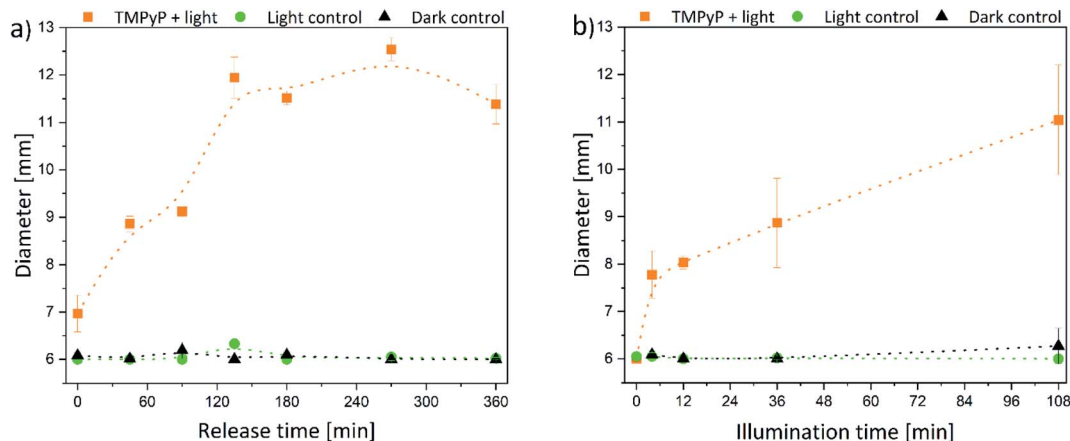 a)
TMPyP + light
Light control
Dark control
Diameter [mm]
13
12
11
10
9
8
7
6
0
60
120
180
240
300
360
Release time [min]
b)
TMPyP + light
Light control
Dark control
Diameter [mm]
13
12
11
10
9
8
7
6
0
12
24
36
48
60
72
84
96
108
Illumination time [min]